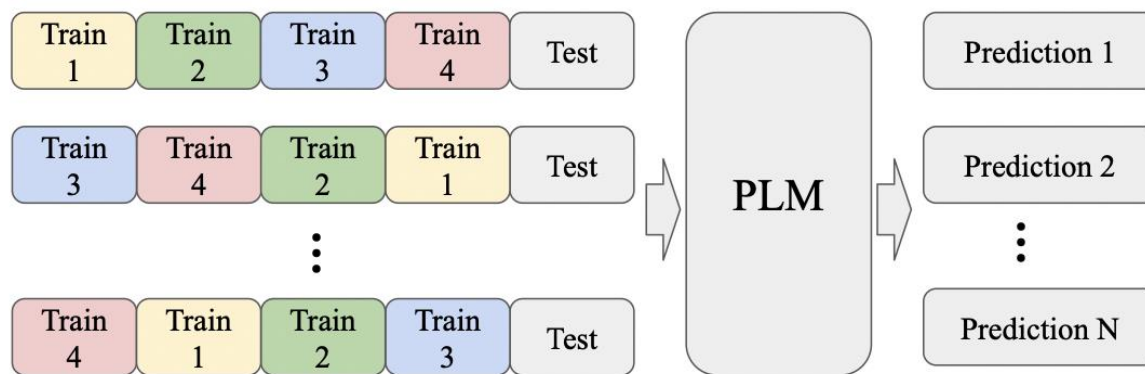 Train 1
Train 2
Train 3
Train 4
Test
Prediction 1
Train 3
Train 4
Train 2
Train 1
Test
PLM
Prediction 2
Train 4
Train 1
Train 2
Train 3
Test
Prediction N